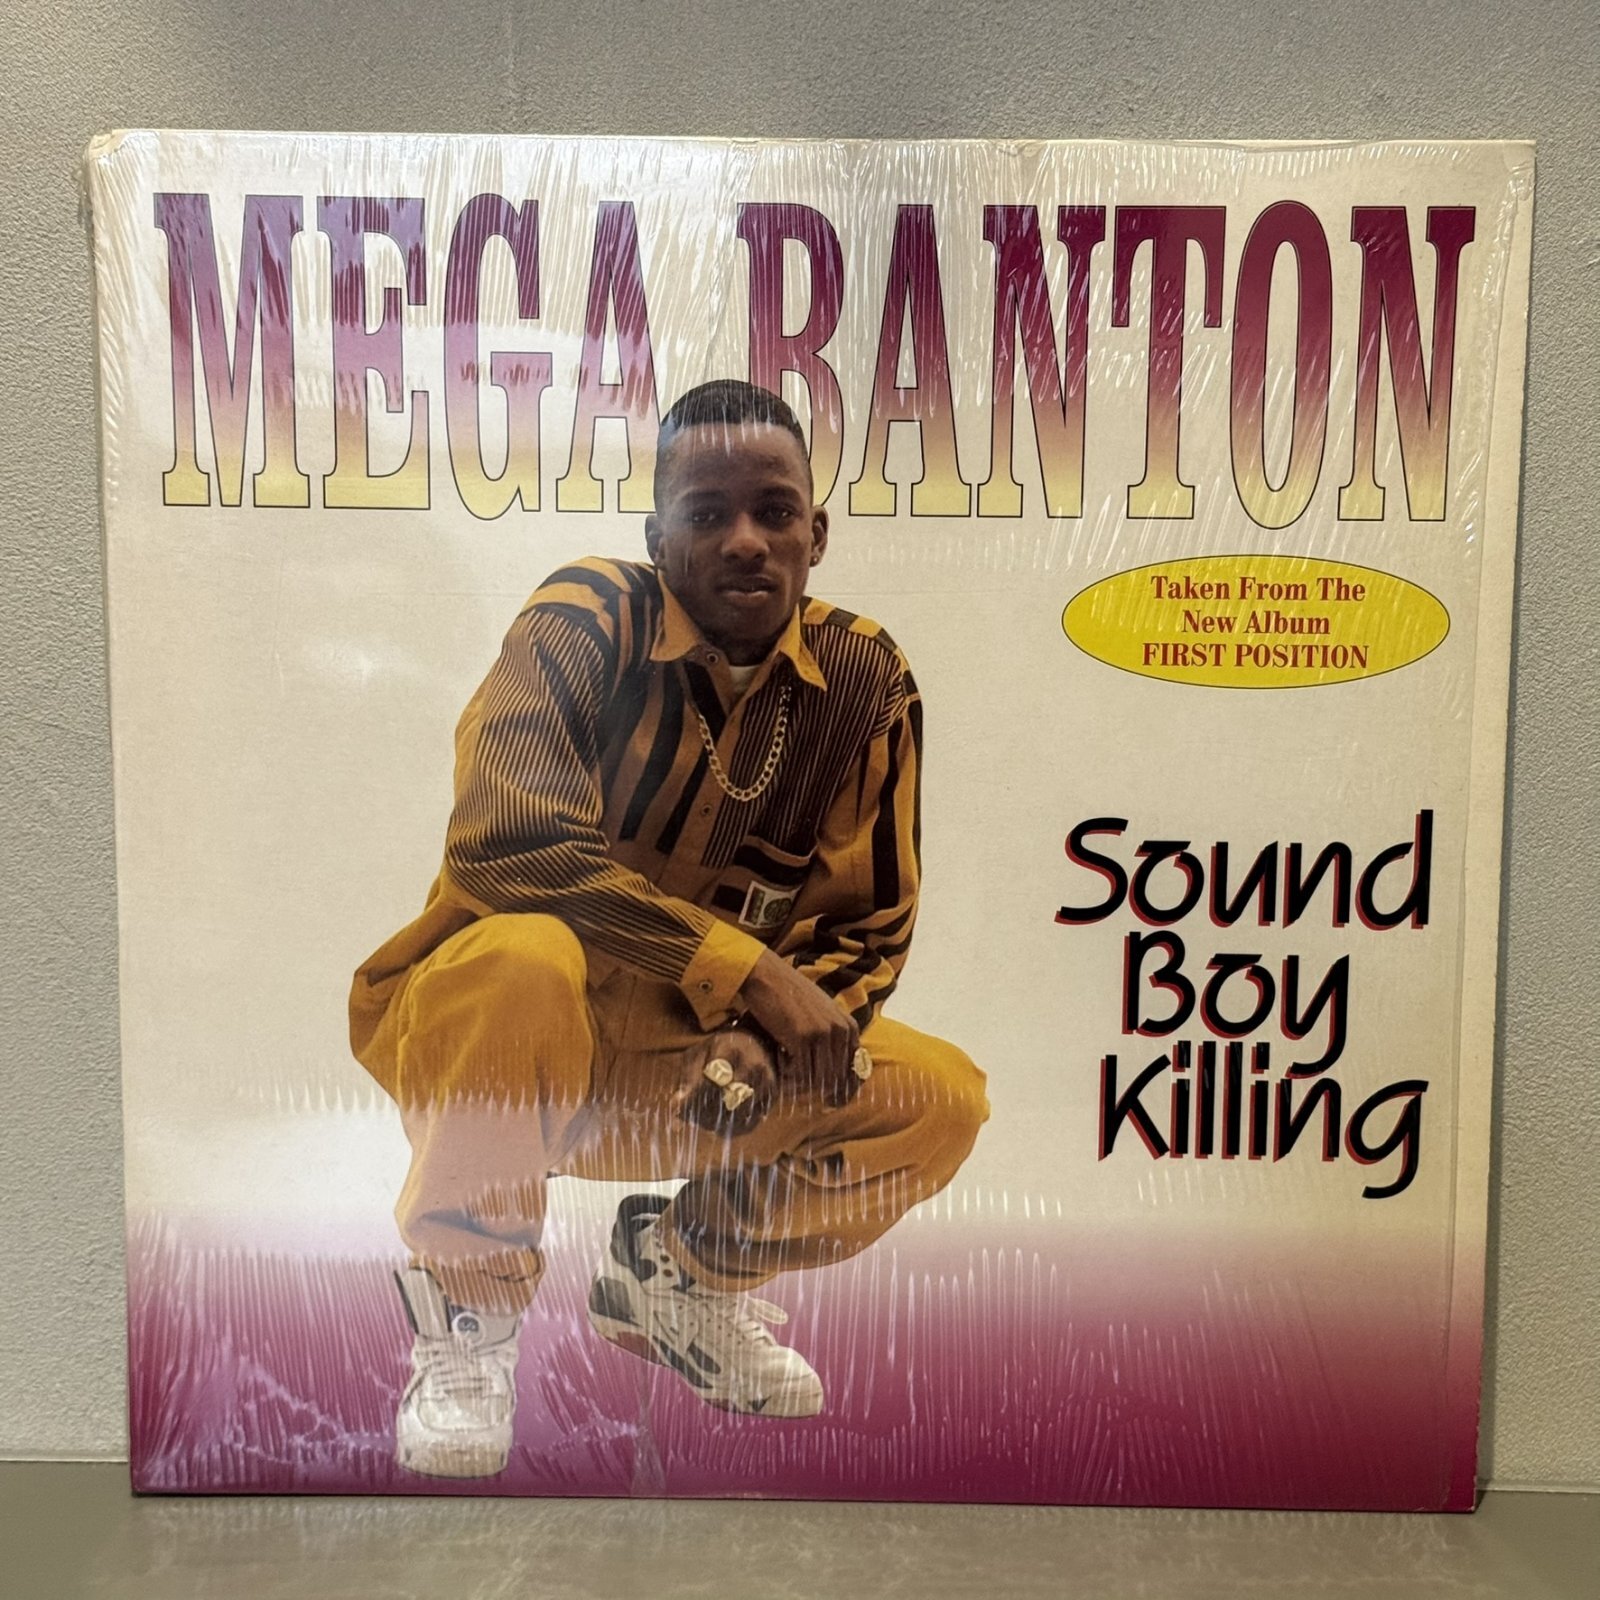 MEGA BANTON
Taken From The
New Album
FIRST POSITION
Sound
Boy
Killing